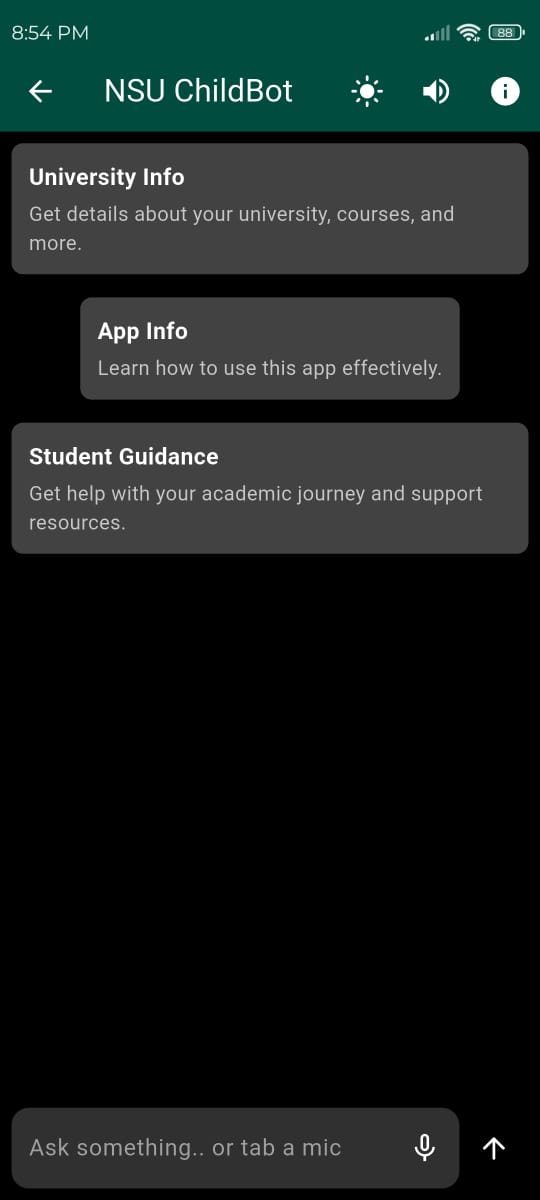 8:54 PM
88
NSU ChildBot
University Info
Get details about your university, courses, and
more.
App Info
Learn how to use this app effectively.
Student Guidance
Get help with your academic journey and support
resources.
Ask something.. or tab a mic